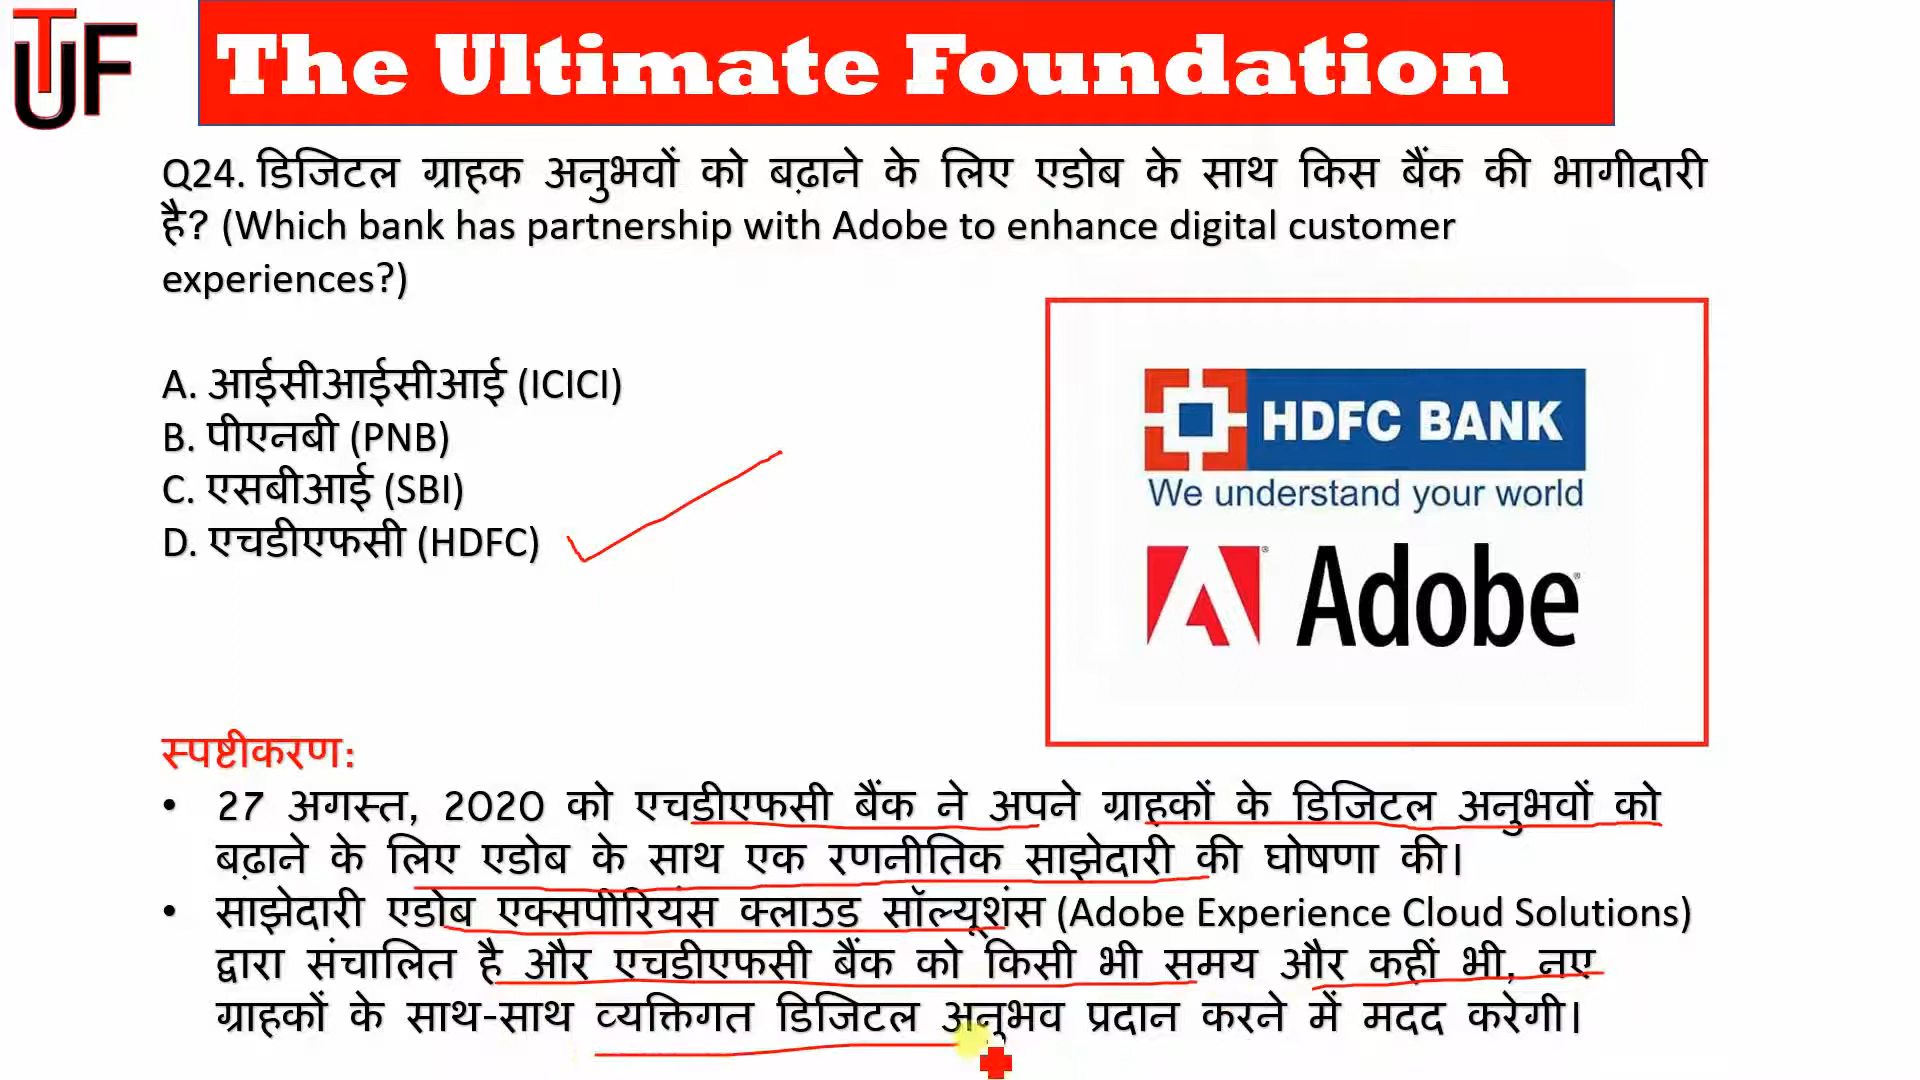 TUF
The Ultimate Foundation
Q24. डिजिटल ग्राहक अनुभवों को बढ़ाने के लिए एडोब के साथ किस बैंक की भागीदारी
है? (Which bank has partnership with Adobe to enhance digital customer
experiences?)
A. आईसीआईसीआई (ICICI)
B. पीएनबी (PNB)
C. एसबीआई (SBI)
D. एचडीएफसी (HDFC)
HDFC BANK
We understand your world
Adobe
स्पष्टीकरण:
• 27 अगस्त, 2020 को एचडीएफसी बैंक ने अपने ग्राहकों के डिजिटल अनुभवों को
बढ़ाने के लिए एडोब के साथ एक रणनीतिक साझेदारी की घोषणा की।
• साझेदारी एडोब एक्सपीरियंस क्लाउड सॉल्यूशंस (Adobe Experience Cloud Solutions)
द्वारा संचालित है और एचडीएफसी बैंक को किसी भी समय और कहीं भी, नए
ग्राहकों के साथ-साथ व्यक्तिगत डिजिटल अनुभव प्रदान करने में मदद करेगी।